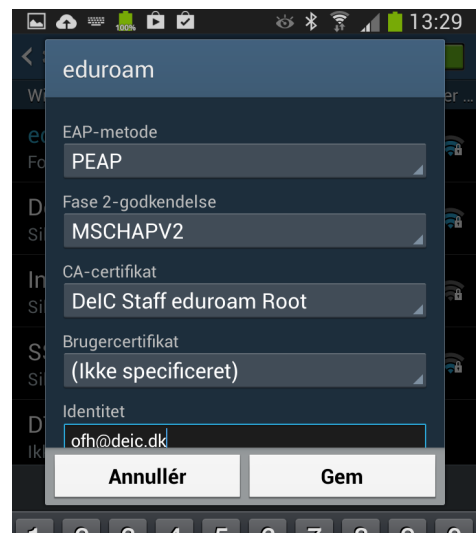 100%
13:29
eduroam
EAP-metode
PEAP
Fase 2-godkendelse
MSCHAPV2
CA-certifikat
DeIC Staff eduroam Root
Brugercertifikat
(Ikke specificeret)
Identitet
ofh@deic.dk
Annullér
Gem